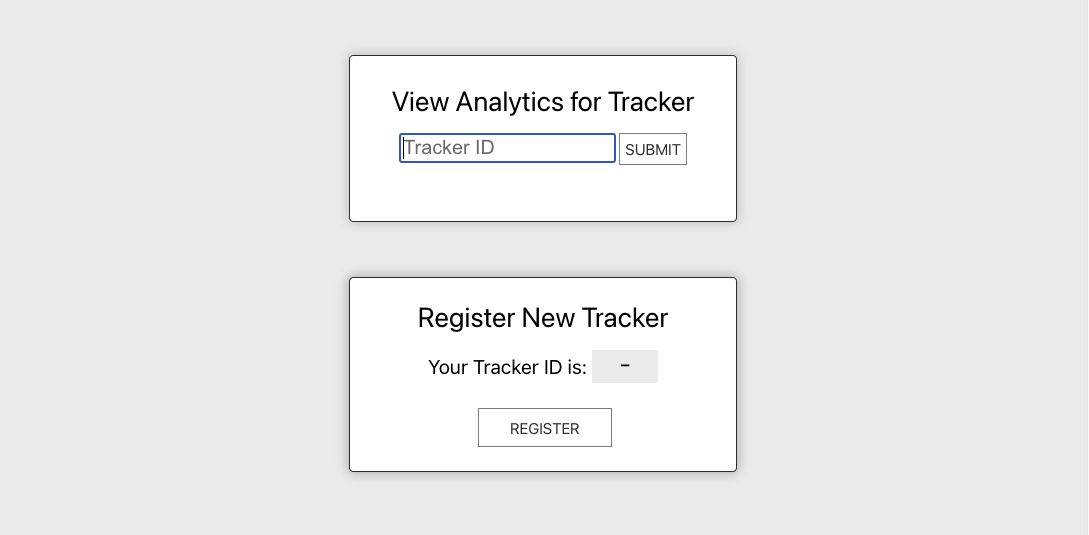 View Analytics for Tracker
Tracker ID SUBMIT
Register New Tracker
Your Tracker ID is: -
REGISTER